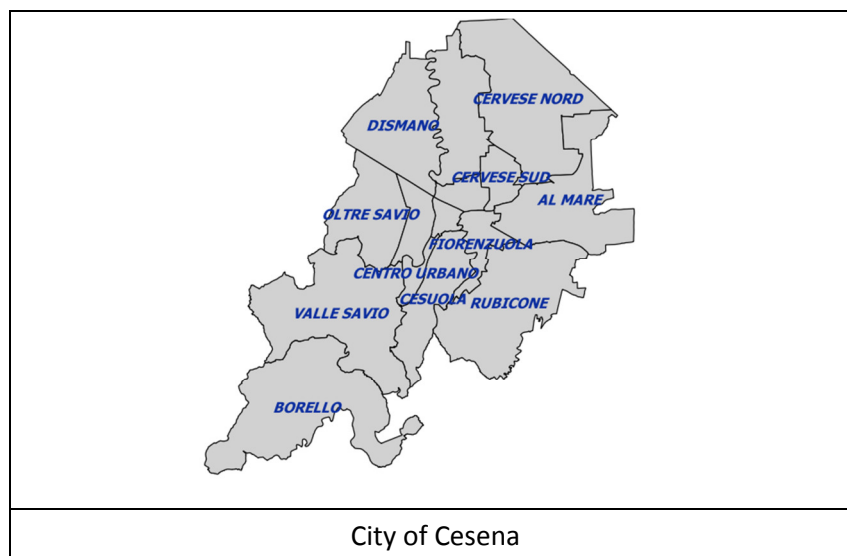 CERVESE NORD
DISMANO
CERVESE SUD
AL MARE
OLTRE SAVIO
FIORENZUOLA
CENTRO URBANO
CESUOLA
RUBICONE
VALLE SAVIO
BORELLO
City of Cesena